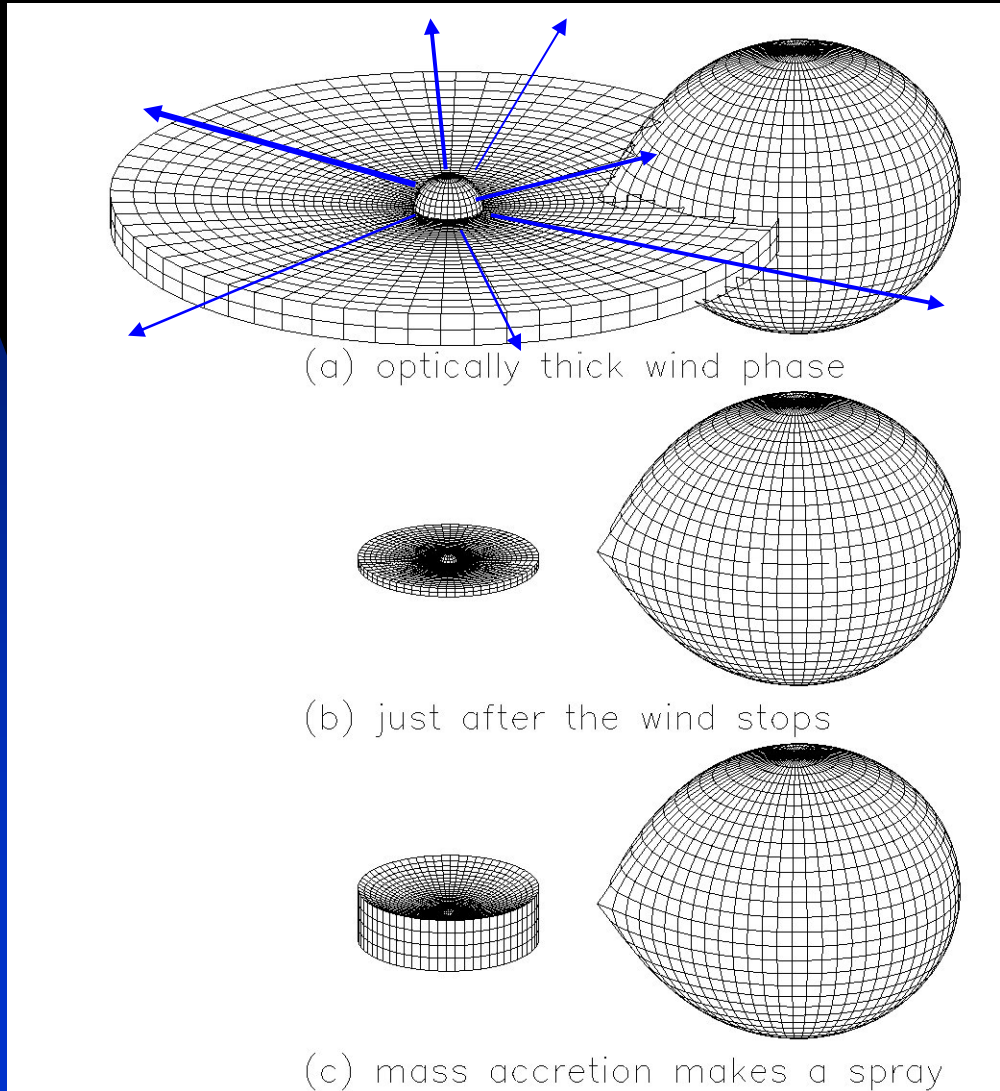 (a) optically thick wind phase
(b) just after the wind stops
(c) mass accretion makes a spray